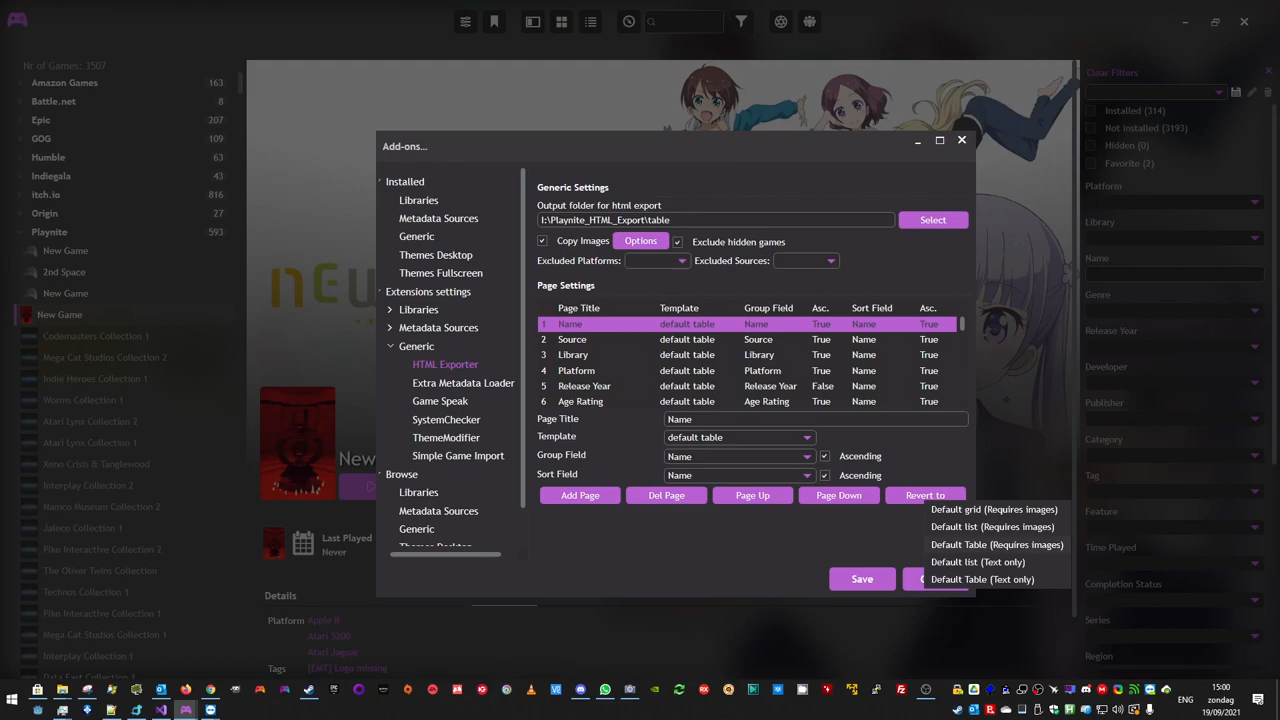 Nr of Games: 3507
Amazon Games 163
Battle.net 8
Epic 207
GOG 109
Humble 63
Indiegala 43
itch.io 816
Origin 27
Playnite 593
New Game
2nd Space
New Game
New Game
Codemasters Collection 1
Mega Cat Studios Collection 2
Indie Heroes Collection 1
Worms Collection 1
Atari Lynx Collection 2
Atari Lynx Collection 1
Xeno Crisis & Tanglewood
Interplay Collection 2
Namco Museum Collection 2
Jaleco Collection 1
Piko Interactive Collection 2
The Oliver Twins Collection
Technos Collection 1
Piko Interactive Collection 1
Mega Cat Studios Collection 1
Interplay Collection 1
Data East Collection 1
New
Last Played
Never
Details
Platform
Apple II
Atari 5200
Atari Jaguar
Tags
[EMT] Logo missing
Add-ons...
Installed
Libraries
Metadata Sources
Generic
Themes Desktop
Themes Fullscreen
Extensions settings
Libraries
Metadata Sources
Generic
HTML Exporter
Extra Metadata Loader
Game Speak
SystemChecker
ThemeModifier
Simple Game Import
Browse
Libraries
Metadata Sources
Generic
Themes Desktop
Generic Settings
Output folder for html export
I:\Playnite_HTML_Export\table
Select
Copy Images
Options
Exclude hidden games
Excluded Platforms:
Excluded Sources:
Page Settings
Page Title Template Group Field Asc. Sort Field Asc.
1 Name default table Name True Name True
2 Source default table Source True Name True
3 Library default table Library True Name True
4 Platform default table Platform True Name True
5 Release Year default table Release Year False Name True
6 Age Rating default table Age Rating True Name True
Page Title Name
Template default table
Group Field Name Ascending
Sort Field Name Ascending
Add Page
Del Page
Page Up
Page Down
Revert to
Default grid (Requires images)
Default list (Requires images)
Default Table (Requires images)
Default list (Text only)
Default Table (Text only)
Save
Clear Filters
Installed (314)
Not installed (3193)
Hidden (0)
Favorite (2)
Platform
Library
Name
Genre
Release Year
Developer
Publisher
Category
Tag
Feature
Time Played
Completion Status
Series
Region
ENG
15:00
zondag
19/09/2021